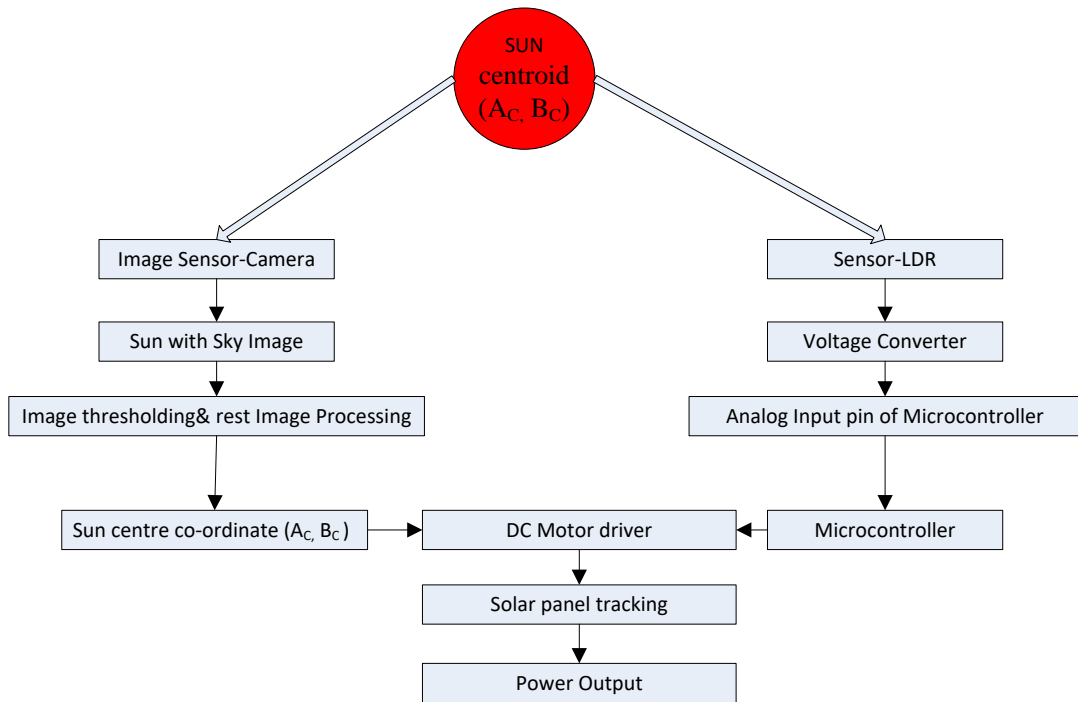 SUN
centroid
(AC, BC)
Image Sensor-Camera
Sensor-LDR
Sun with Sky Image
Voltage Converter
Image thresholding& rest Image Processing
Analog Input pin of Microcontroller
Sun centre co-ordinate (AC, BC )
DC Motor driver
Microcontroller
Solar panel tracking
Power Output